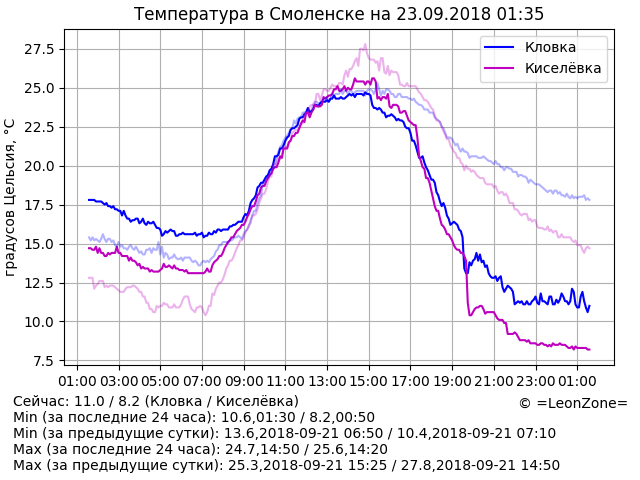 Температура в Смоленске на 23.09.2018 01:35
градусов Цельсия, °C
27.5
25.0
22.5
20.0
17.5
15.0
12.5
10.0
7.5
Кловка
Киселёвка
01:00 03:00 05:00 07:00 09:00 11:00 13:00 15:00 17:00 19:00 21:00 23:00 01:00
Сейчас: 11.0 / 8.2 (Кловка / Киселёвка)
© =LeonZone=
Min (за последние 24 часа): 10.6,01:30 / 8.2,00:50
Min (за предыдущие сутки): 13.6,2018-09-21 06:50 / 10.4,2018-09-21 07:10
Max (за последние 24 часа): 24.7,14:50 / 25.6,14:20
Max (за предыдущие сутки): 25.3,2018-09-21 15:25 / 27.8,2018-09-21 14:50